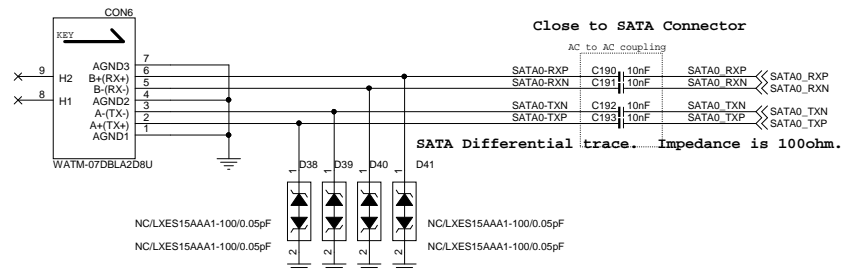 CON6
Close to SATA Connector
KEY
AC to AC coupling
AGND3 7
9 H2 B+(RX+) 6 SATA0-RXP C190 10nF SATA0_RXP SATA0_RXP
B-(RX-) 5 SATA0-RXN C191 10nF SATA0_RXN SATA0_RXN
8 H1 AGND2 4
A-(TX-) 3 SATA0-TXN C192 10nF SATA0_TXN SATA0_TXN
A+(TX+) 2 SATA0-TXP C193 10nF SATA0_TXP SATA0_TXP
AGND1 1
SATA Differential trace. Impedance is 100ohm.
WATM-07DBLA2D8U
D38 D39 D40 D41
1 1 1 1
NC/LXES15AAA1-100/0.05pF NC/LXES15AAA1-100/0.05pF
NC/LXES15AAA1-100/0.05pF NC/LXES15AAA1-100/0.05pF
2 2 2 2